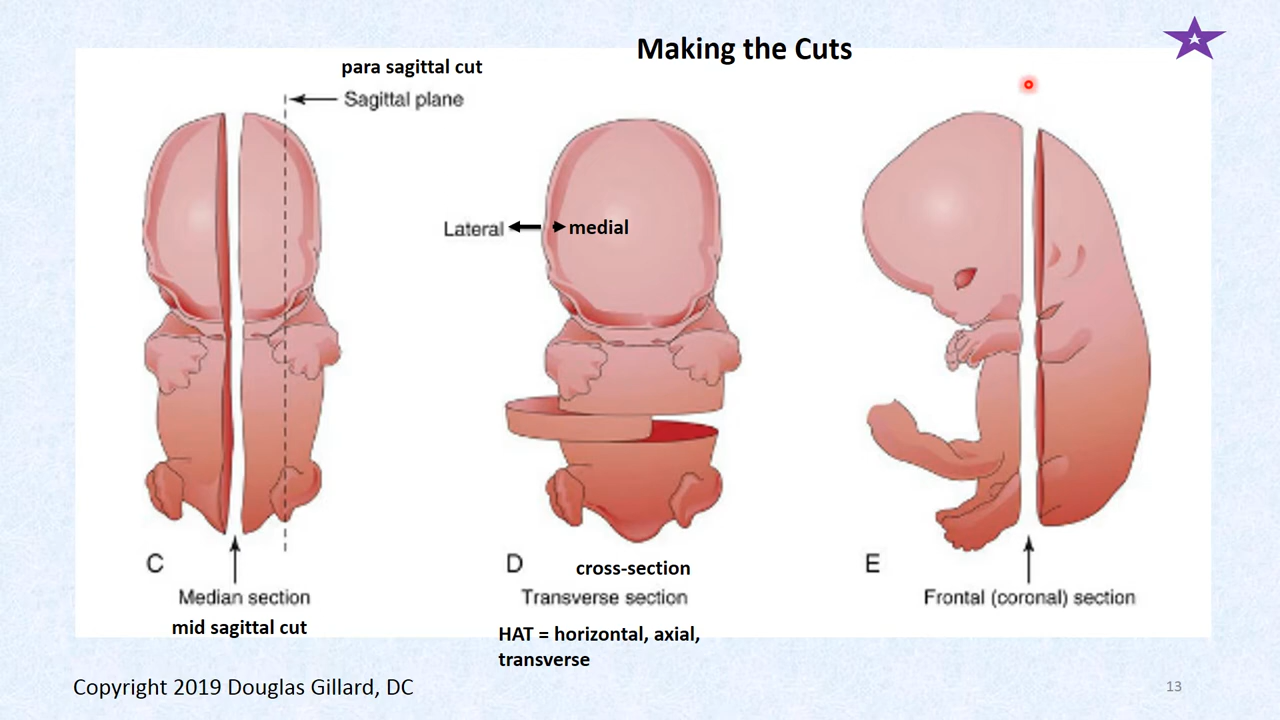 Making the Cuts
para sagittal cut
Sagittal plane
Lateral
medial
C
Median section
mid sagittal cut
D
cross-section
Transverse section
HAT = horizontal, axial,
transverse
E
Frontal (coronal) section
Copyright 2019 Douglas Gillard, DC
13